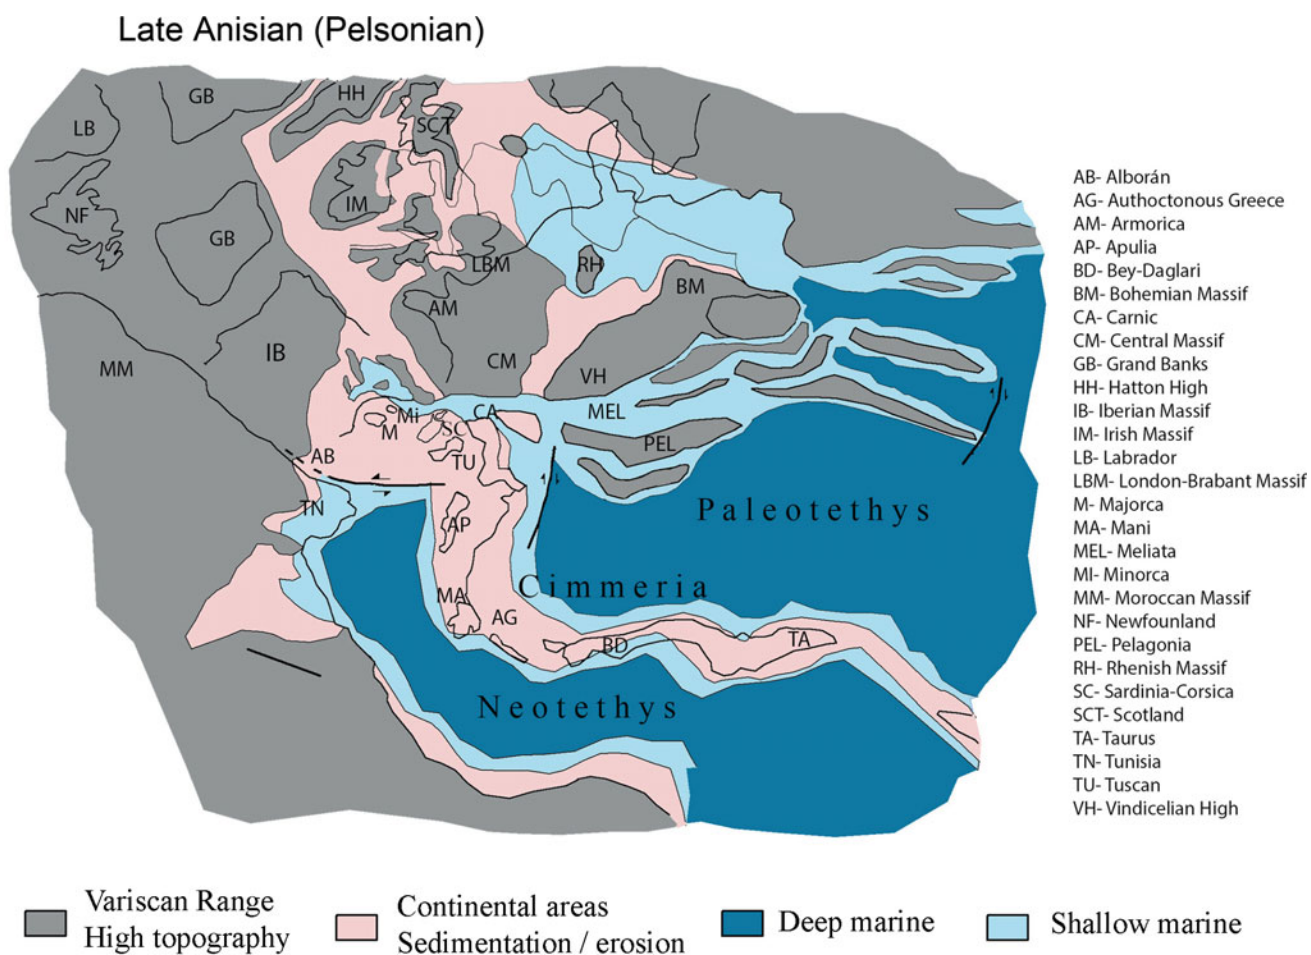 Late Anisian (Pelsonian)
GB
HH
LB
SCT
IM
NF
GB
LBM
RH
BM
AM
IB
CM
MM
VH
Mi
CA
MEL
M
SC
PEL
AB
TU
TN
AP
Paleotethys
Cimmeria
MA
AG
BD
TA
Neotethys
AB- Alborán
AG- Authoctonous Greece
AM- Armorica
AP- Apulia
BD- Bey-Daglari
BM- Bohemian Massif
CA- Carnic
CM- Central Massif
GB- Grand Banks
HH- Hatton High
IB- Iberian Massif
IM- Irish Massif
LB- Labrador
LBM- London-Brabant Massif
M- Majorca
MA- Mani
MEL- Meliata
MI- Minorca
MM- Moroccan Massif
NF- Newfounland
PEL- Pelagonia
RH- Rhenish Massif
SC- Sardinia-Corsica
SCT- Scotland
TA- Taurus
TN- Tunisia
TU- Tuscan
VH- Vindicelian High
Variscan Range
High topography
Continental areas
Sedimentation / erosion
Deep marine
Shallow marine